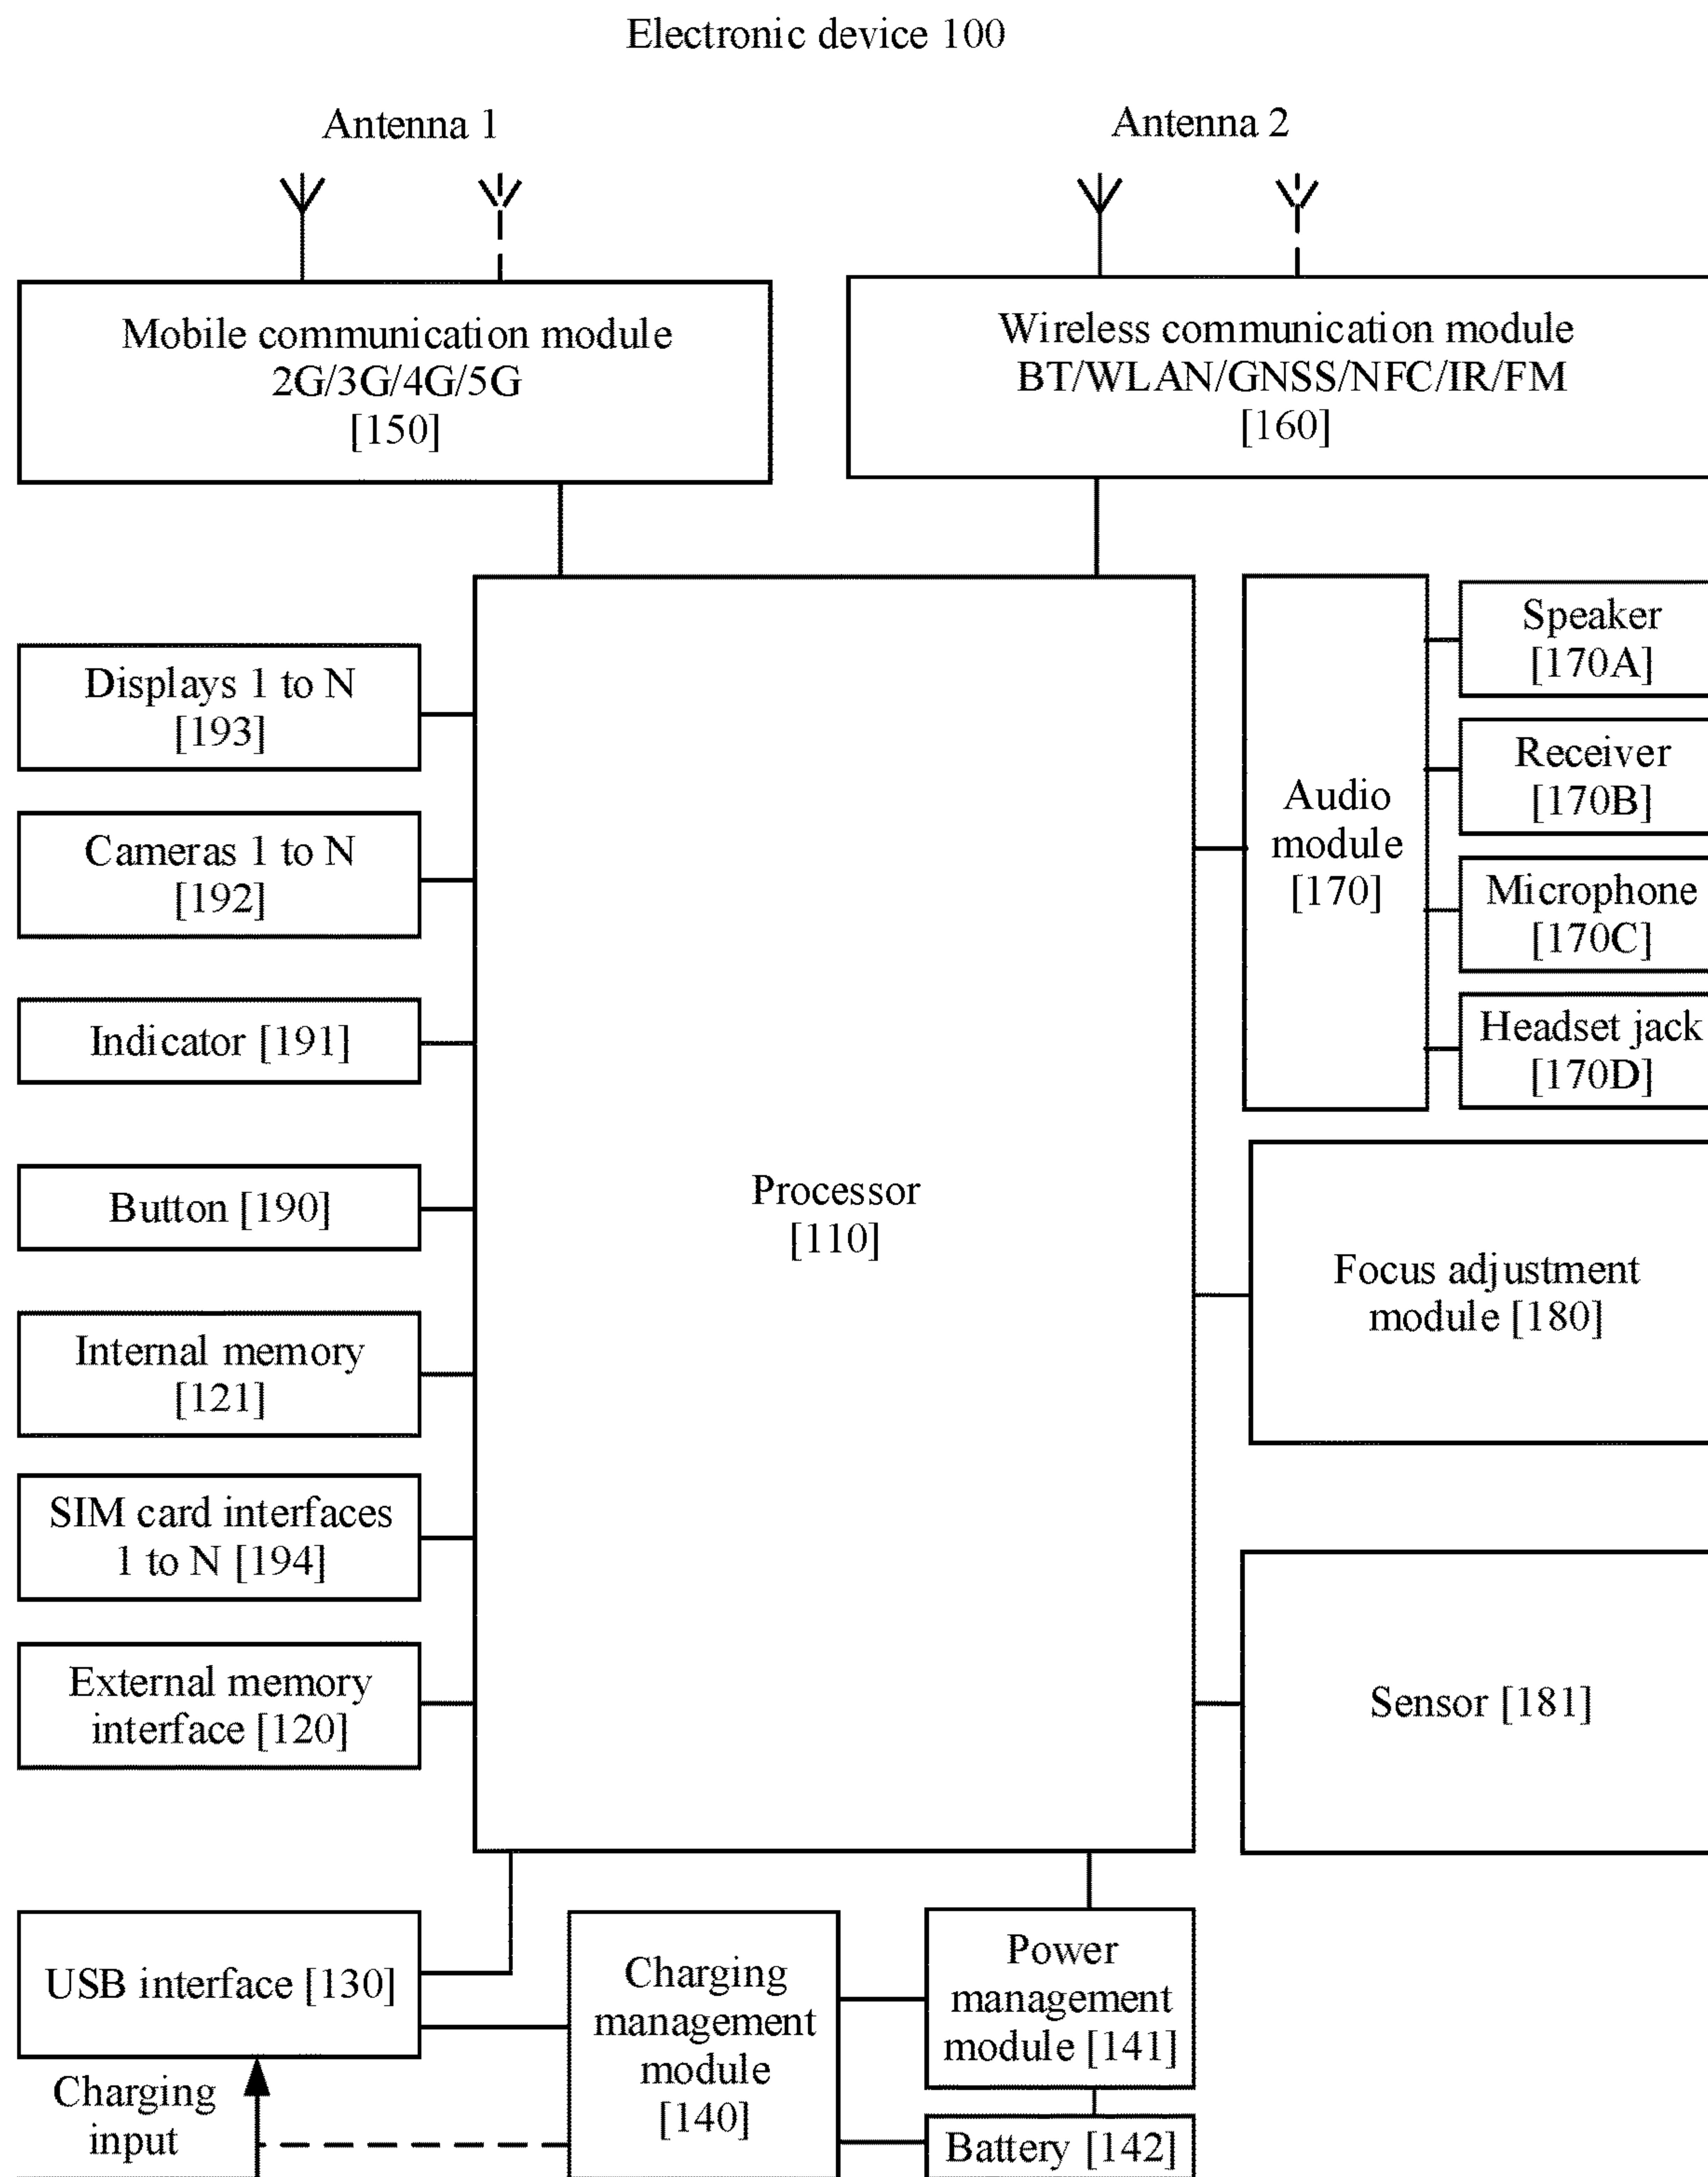 Electronic device 100
Antenna 1
Antenna 2
Mobile communication module
2G/3G/4G/5G
[150]
Wireless communication module
BT/WLAN/GNSS/NFC/IR/FM
[160]
Displays 1 to N
[193]
Cameras 1 to N
[192]
Indicator [191]
Button [190]
Internal memory
[121]
SIM card interfaces
1 to N [194]
External memory
interface [120]
Processor
[110]
Audio
module
[170]
Speaker
[170A]
Receiver
[170B]
Microphone
[170C]
Headset jack
[170D]
Focus adjustment
module [180]
Sensor [181]
USB interface [130]
Charging
input
Charging
management
module
[140]
Power
management
module [141]
Battery [142]